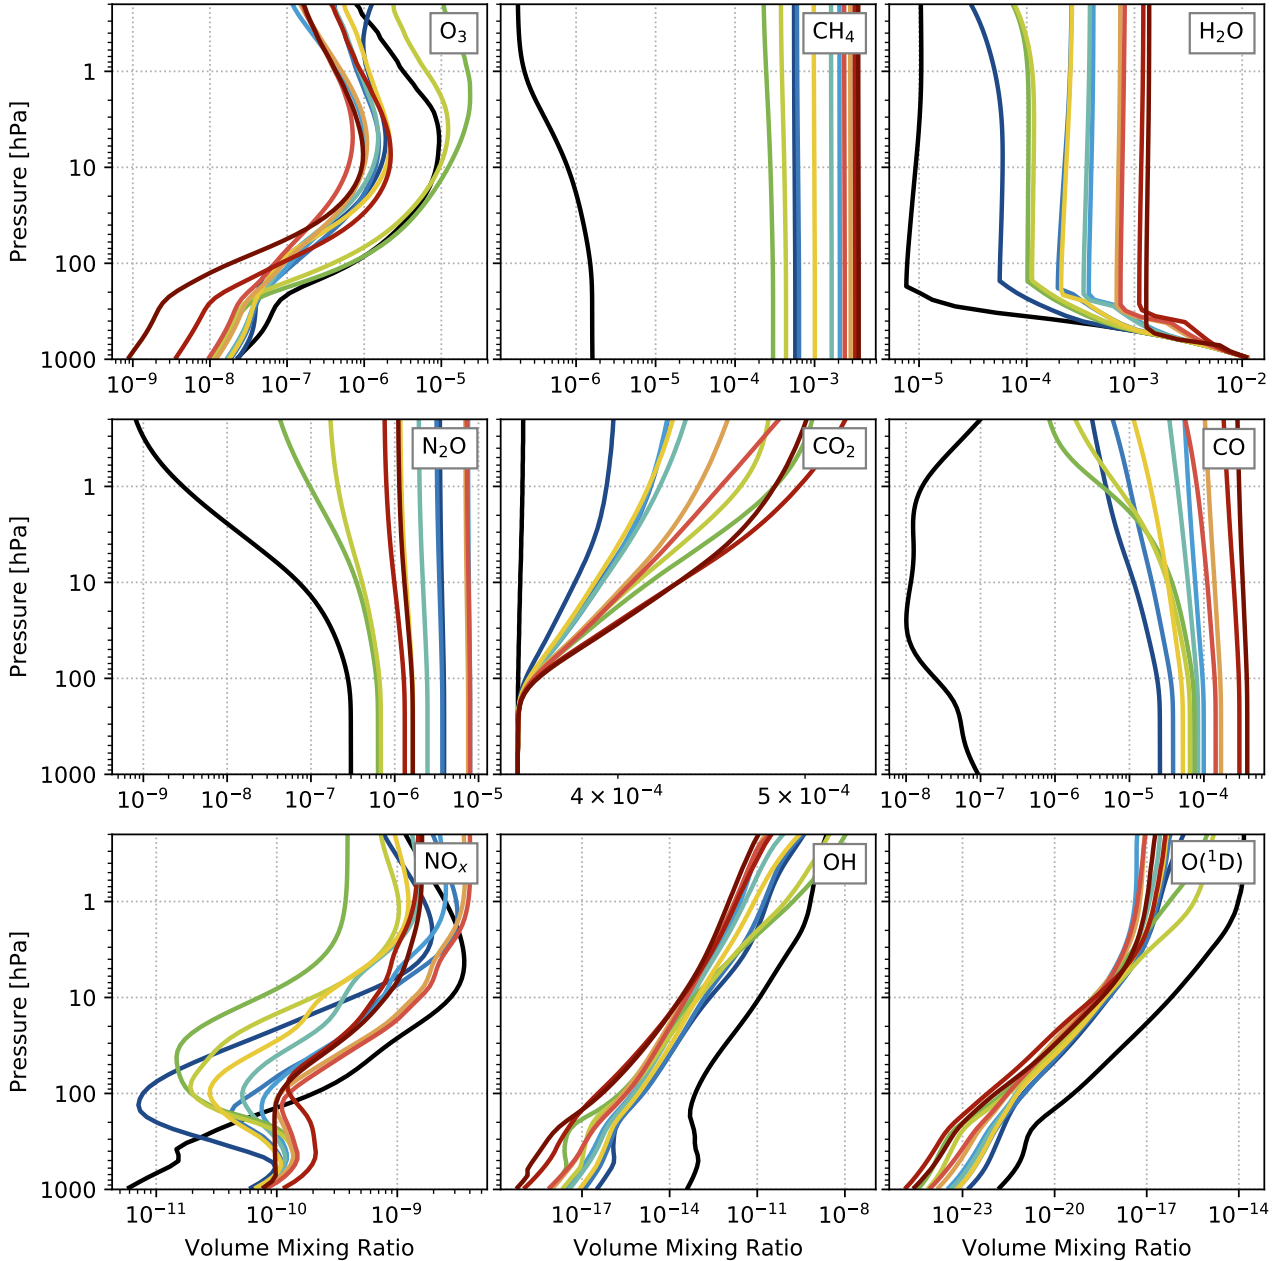 O₃
CH₄
H₂O
Pressure [hPa]
1
10
100
1000
10⁻⁹ 10⁻⁸ 10⁻⁷ 10⁻⁶ 10⁻⁵
10⁻⁶ 10⁻⁵ 10⁻⁴ 10⁻³
10⁻⁵ 10⁻⁴ 10⁻³ 10⁻²
N₂O
CO₂
CO
Pressure [hPa]
1
10
100
1000
10⁻⁹ 10⁻⁸ 10⁻⁷ 10⁻⁶ 10⁻⁵
4 × 10⁻⁴ 5 × 10⁻⁴
10⁻⁸ 10⁻⁷ 10⁻⁶ 10⁻⁵ 10⁻⁴
NOₓ
OH
O(¹D)
Pressure [hPa]
1
10
100
1000
10⁻¹¹ 10⁻¹⁰ 10⁻⁹
10⁻¹⁷ 10⁻¹⁴ 10⁻¹¹ 10⁻⁸
10⁻²³ 10⁻²⁰ 10⁻¹⁷ 10⁻¹⁴
Volume Mixing Ratio
Volume Mixing Ratio
Volume Mixing Ratio